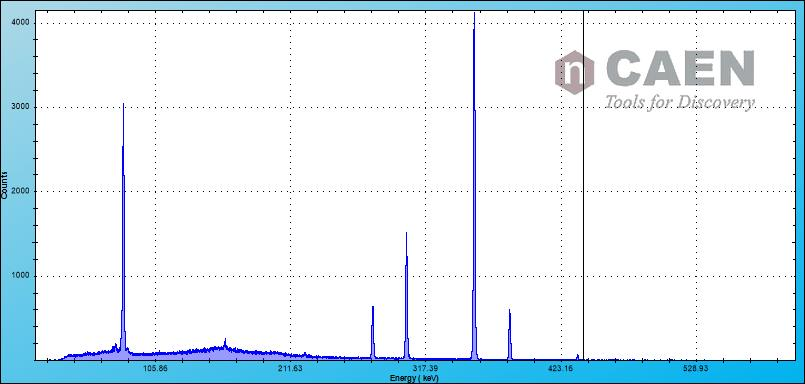 4000
3000
2000
1000
Counts
n CAEN
Tools for Discovery
105.86
211.63
317.39
423.16
528.93
Energy ( keV)